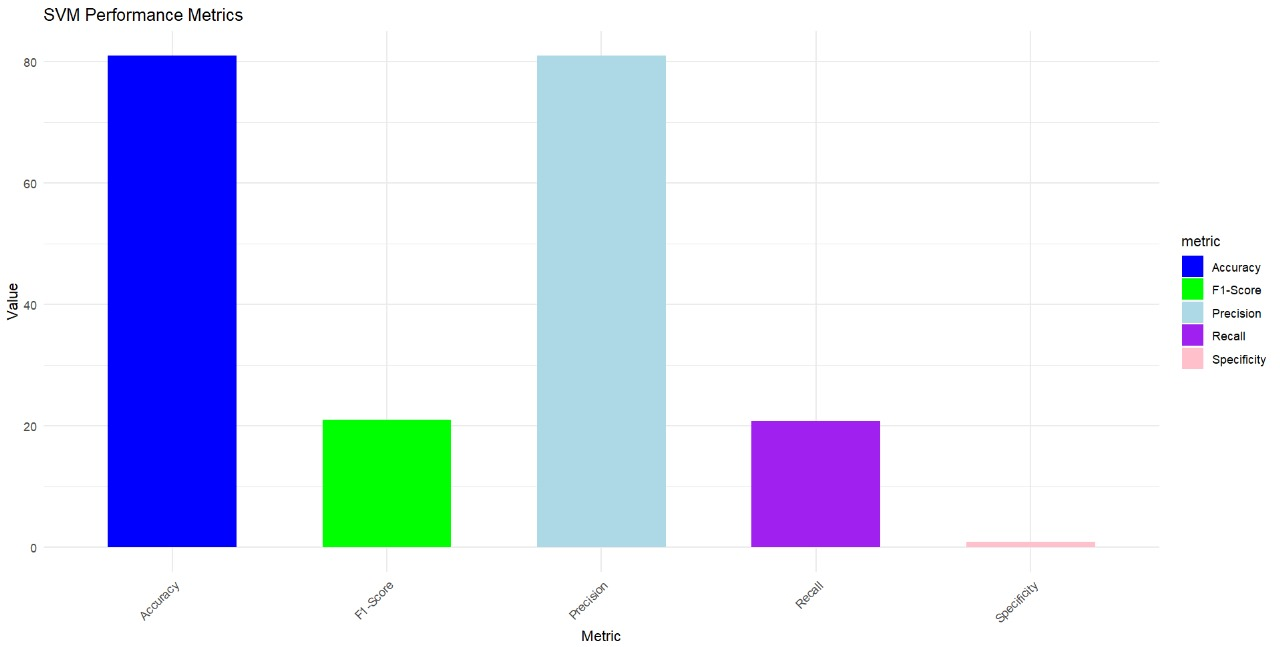 SVM Performance Metrics
80
60
40
20
0
Value
Accuracy
F1-Score
Precision
Recall
Specificity
Metric
metric
Accuracy
F1-Score
Precision
Recall
Specificity